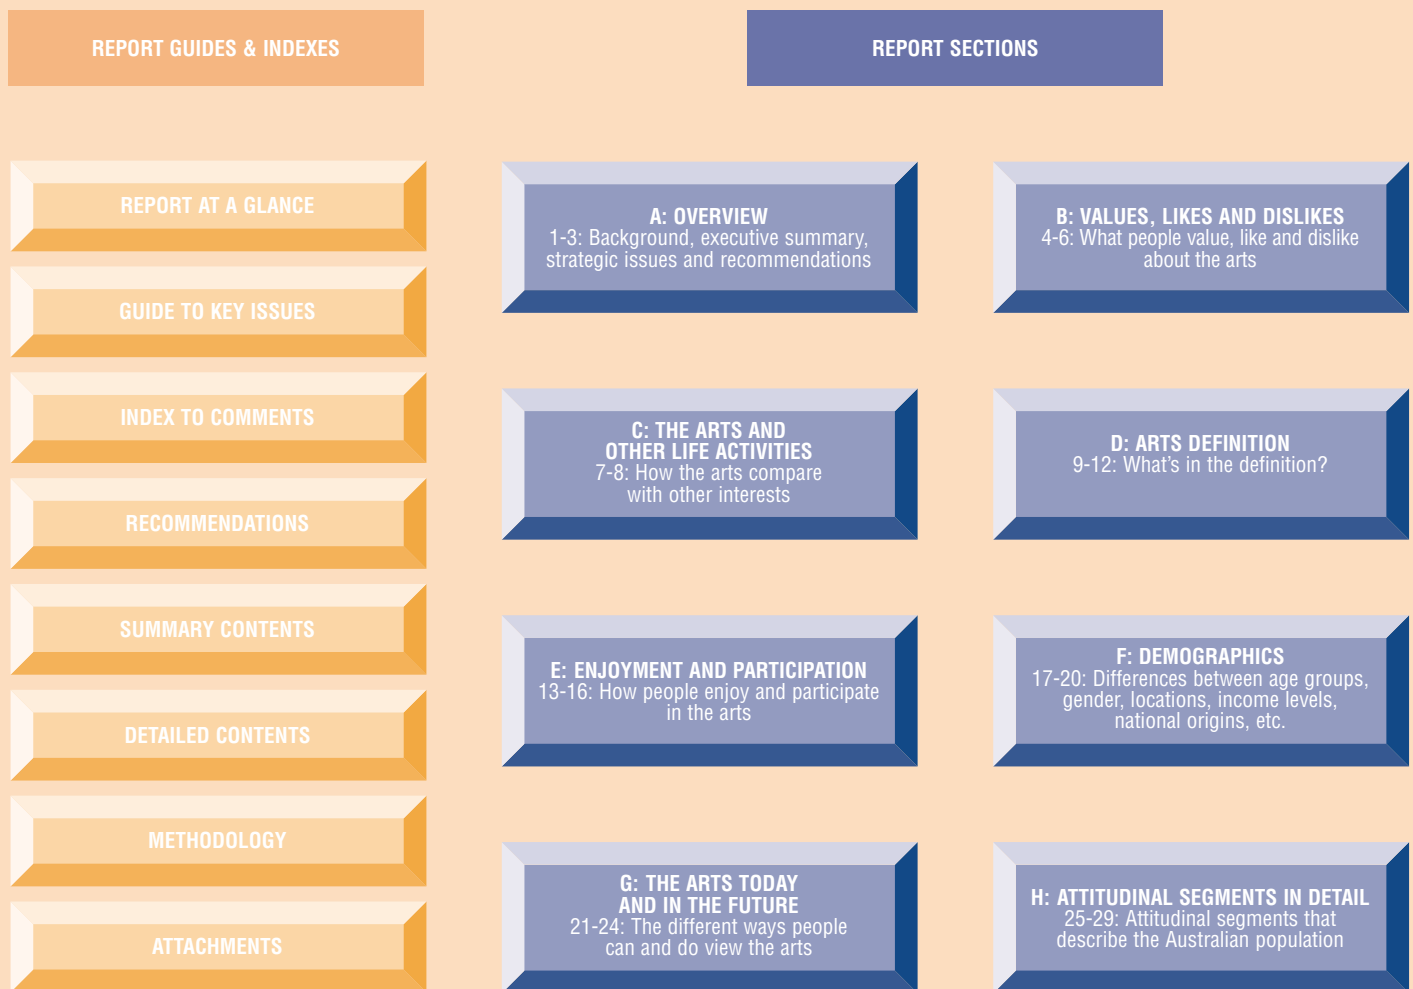 REPORT GUIDES & INDEXES
REPORT AT A GLANCE
GUIDE TO KEY ISSUES
INDEX TO COMMENTS
RECOMMENDATIONS
SUMMARY CONTENTS
DETAILED CONTENTS
METHODOLOGY
ATTACHMENTS
REPORT SECTIONS
A: OVERVIEW
1-3: Background, executive summary,
strategic issues and recommendations
B: VALUES, LIKES AND DISLIKES
4-6: What people value, like and dislike
about the arts
C: THE ARTS AND
OTHER LIFE ACTIVITIES
7-8: How the arts compare
with other interests
D: ARTS DEFINITION
9-12: What’s in the definition?
E: ENJOYMENT AND PARTICIPATION
13-16: How people enjoy and participate
in the arts
F: DEMOGRAPHICS
17-20: Differences between age groups,
gender, locations, income levels,
national origins, etc.
G: THE ARTS TODAY
AND IN THE FUTURE
21-24: The different ways people
can and do view the arts
H: ATTITUDINAL SEGMENTS IN DETAIL
25-29: Attitudinal segments that
describe the Australian population